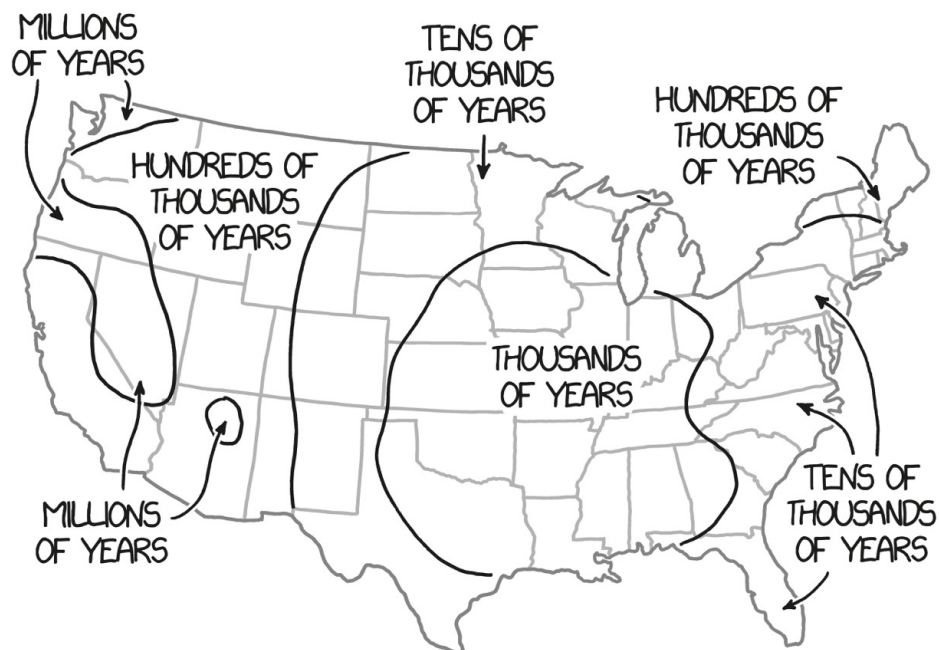 MILLIONS
OF YEARS
TENS OF
THOUSANDS
OF YEARS
HUNDREDS OF
THOUSANDS
OF YEARS
HUNDREDS OF
THOUSANDS
OF YEARS
THOUSANDS
OF YEARS
MILLIONS
OF YEARS
TENS OF
THOUSANDS
OF YEARS